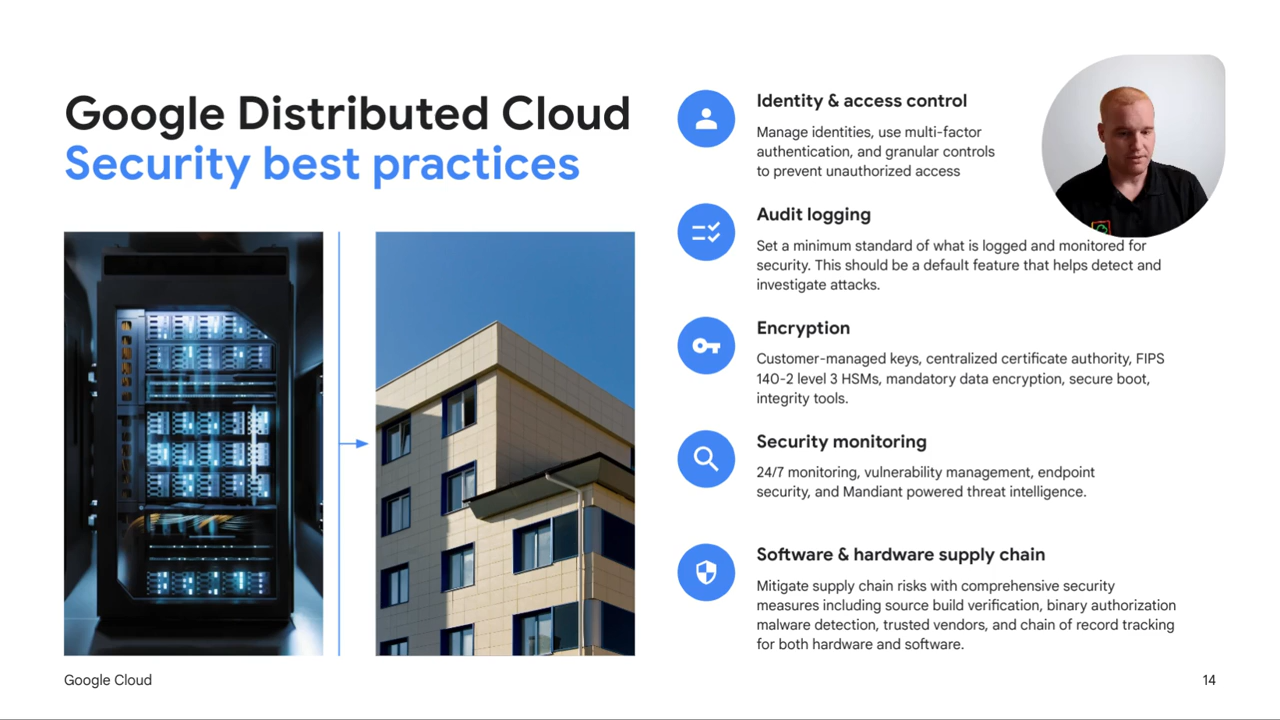 Google Distributed Cloud
Security best practices
Identity & access control
Manage identities, use multi-factor
authentication, and granular controls
to prevent unauthorized access
Audit logging
Set a minimum standard of what is logged and monitored for
security. This should be a default feature that helps detect and
investigate attacks.
Encryption
Customer-managed keys, centralized certificate authority, FIPS
140-2 level 3 HSMs, mandatory data encryption, secure boot,
integrity tools.
Security monitoring
24/7 monitoring, vulnerability management, endpoint
security, and Mandiant powered threat intelligence.
Software & hardware supply chain
Mitigate supply chain risks with comprehensive security
measures including source build verification, binary authorization
malware detection, trusted vendors, and chain of record tracking
for both hardware and software.
Google Cloud
14